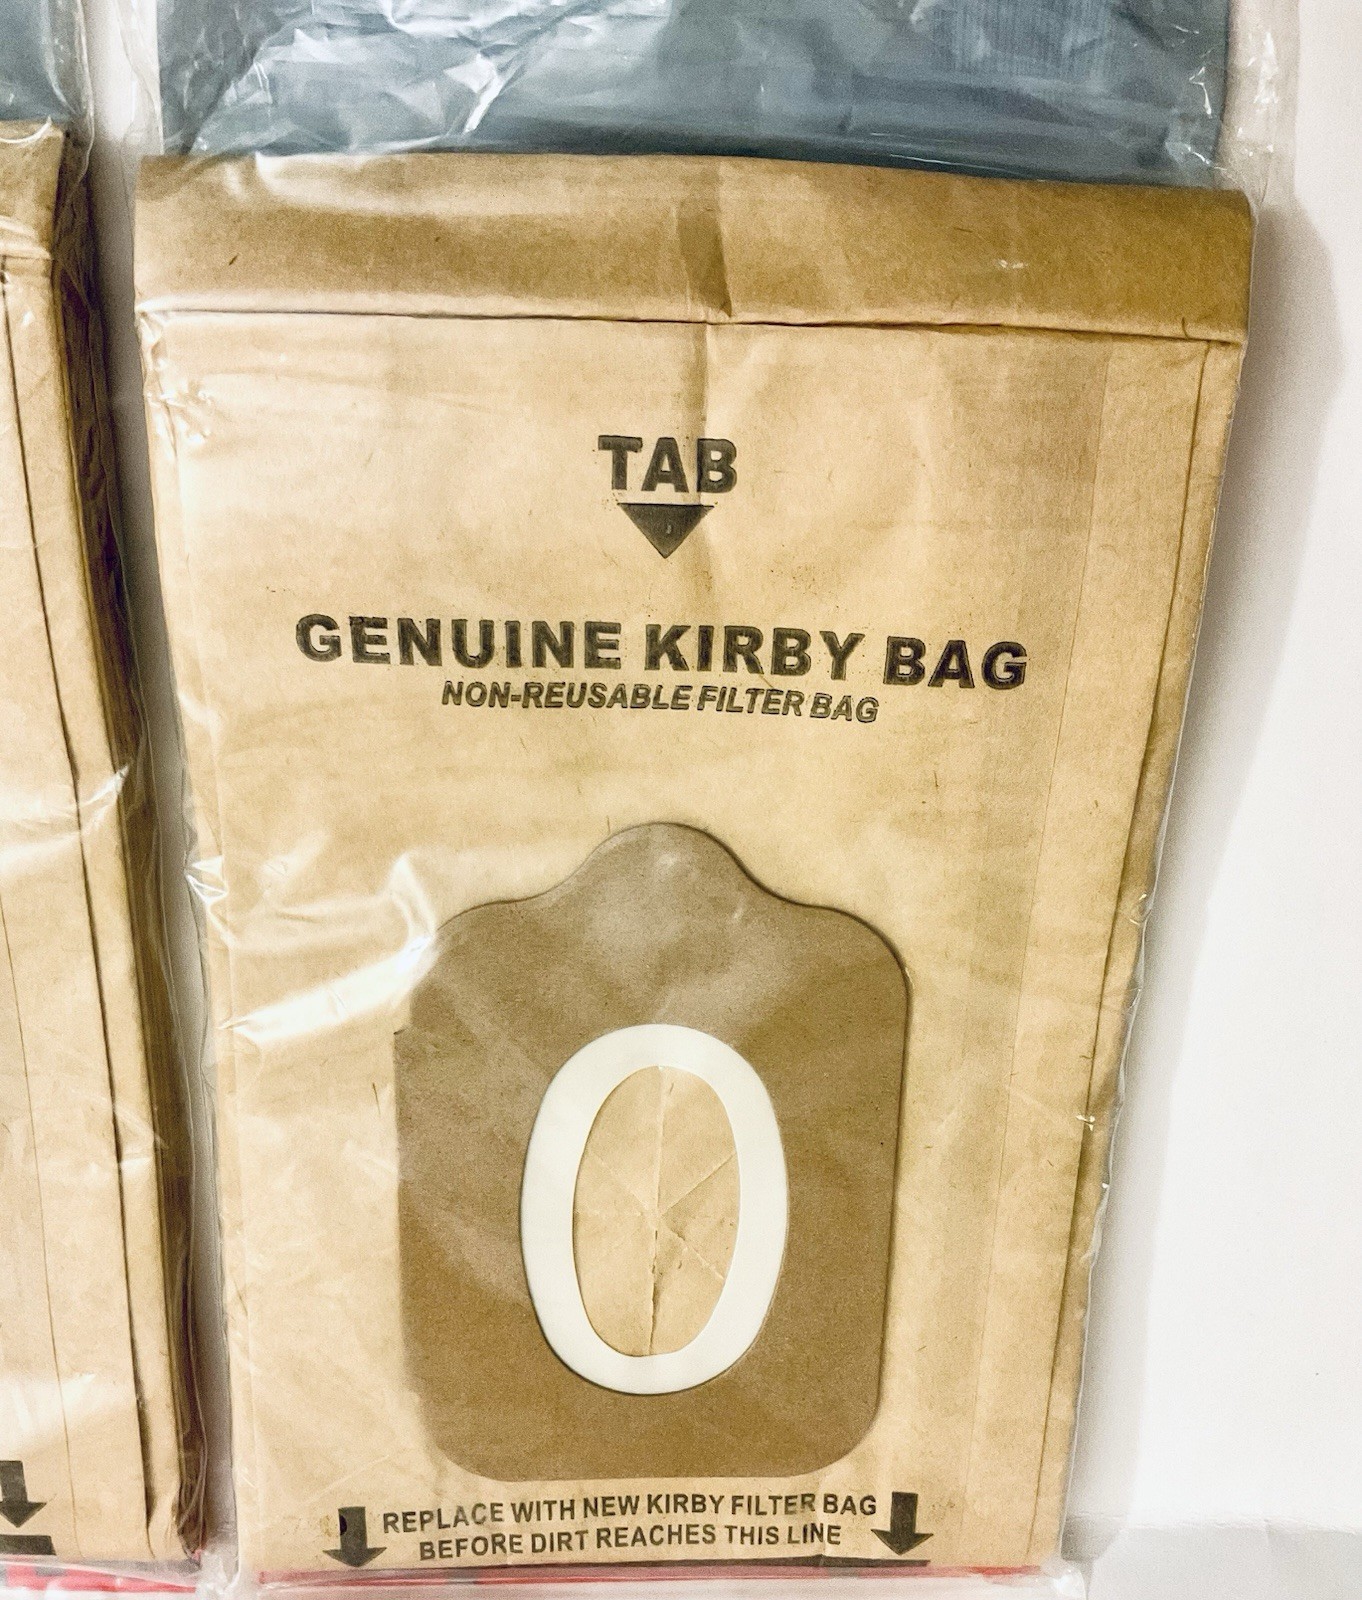 TAB
GENUINE KIRBY BAG
NON-REUSABLE FILTER BAG
REPLACE WITH NEW KIRBY FILTER BAG
BEFORE DIRT REACHES THIS LINE